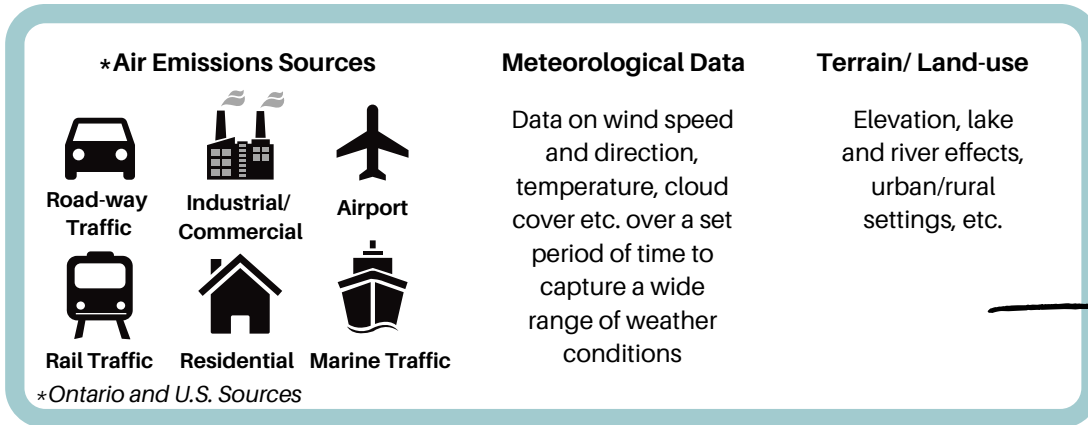 *Air Emissions Sources
Road-way
Traffic
Industrial/
Commercial
Airport
Rail Traffic
Residential
Marine Traffic
*Ontario and U.S. Sources
Meteorological Data
Data on wind speed
and direction,
temperature, cloud
cover etc. over a set
period of time to
capture a wide
range of weather
conditions
Terrain/ Land-use
Elevation, lake
and river effects,
urban/rural
settings, etc.